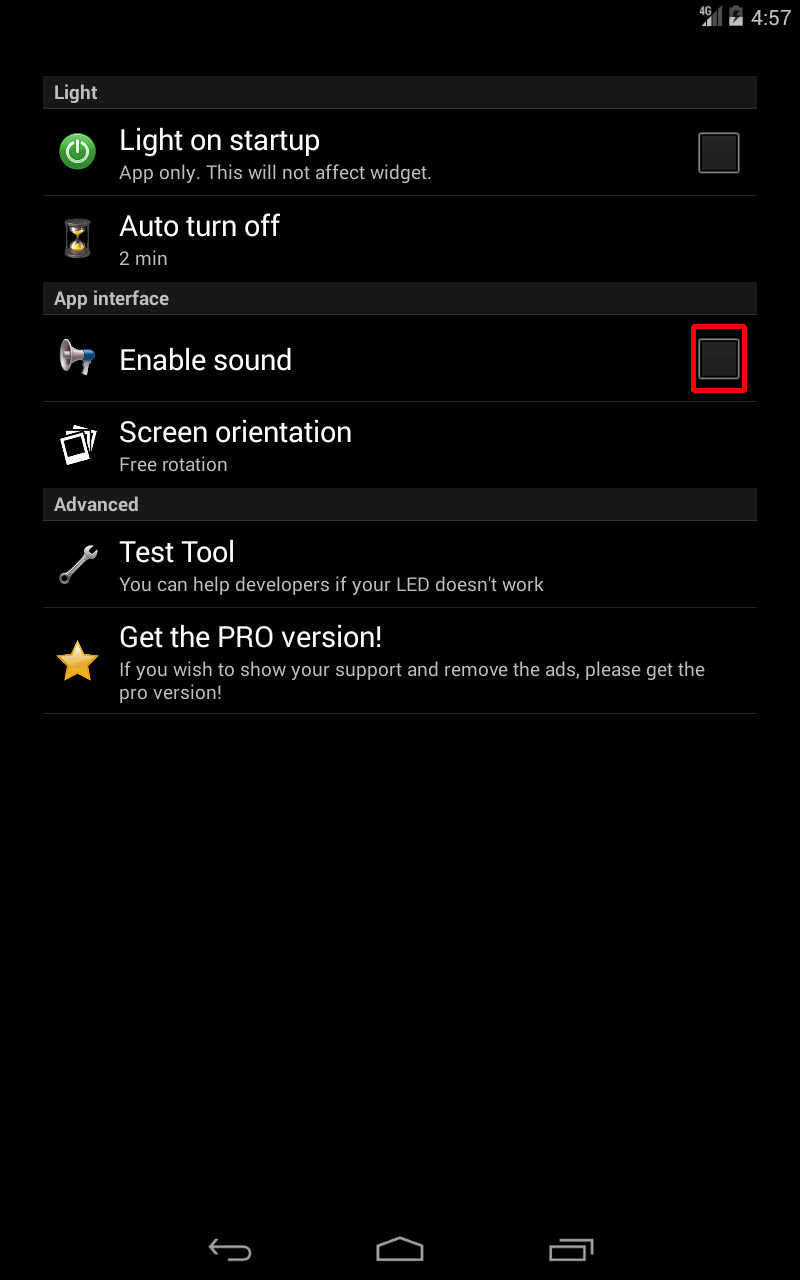 4G 4:57
Light
Light on startup
App only. This will not affect widget.
Auto turn off
2 min
App interface
Enable sound
Screen orientation
Free rotation
Advanced
Test Tool
You can help developers if your LED doesn't work
Get the PRO version!
If you wish to show your support and remove the ads, please get the
pro version!